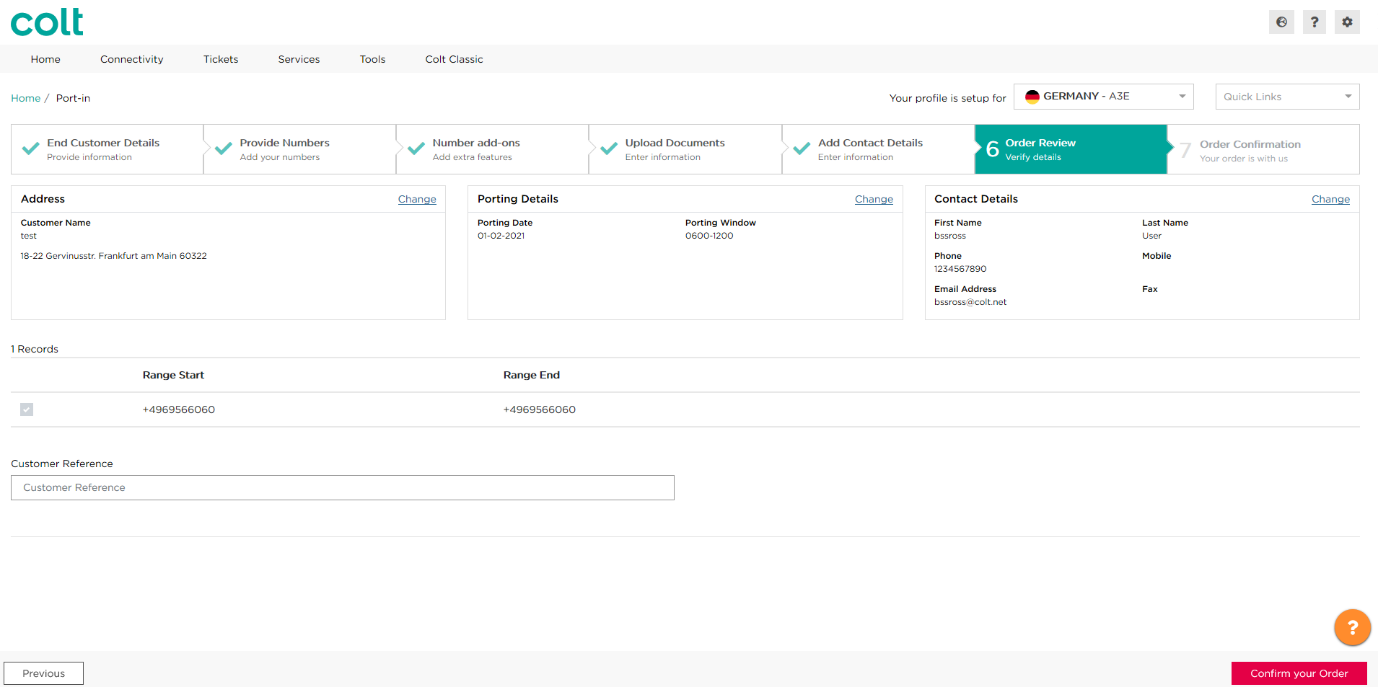 colt
?
Home Connectivity Tickets Services Tools Colt Classic
Home / Port-in
Your profile is setup for GERMANY - A3E Quick Links
End Customer Details
Provide information
Provide Numbers
Add your numbers
Number add-ons
Add extra features
Upload Documents
Enter information
Add Contact Details
Enter information
6 Order Review
Verify details
7 Order Confirmation
Your order is with us
Address Change
Customer Name
test
18-22 Gervinusstr. Frankfurt am Main 60322
Porting Details Change
Porting Date Porting Window
01-02-2021 0600-1200
Contact Details Change
First Name Last Name
bssross User
Phone Mobile
1234567890
Email Address Fax
bssross@colt.net
1 Records
Range Start Range End
+4969566060 +4969566060
Customer Reference
Customer Reference
?
Previous Confirm your Order